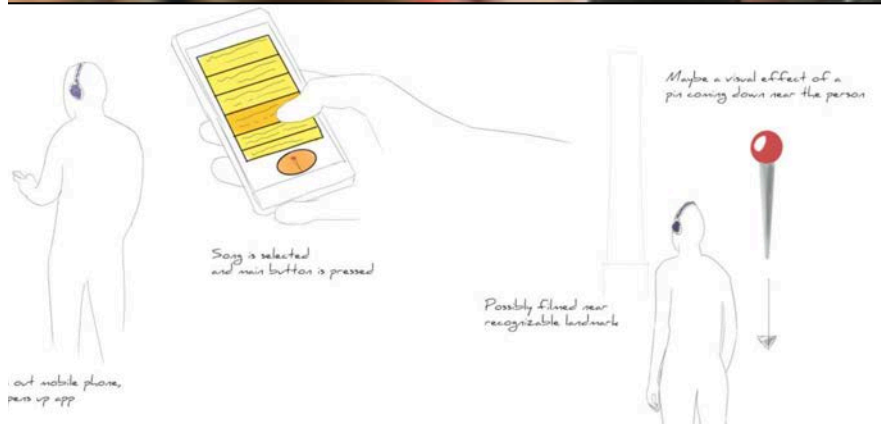 Maybe a visual effect of a
pin coming down near the person
Song is selected
and main button is pressed
Possibly filmed near
recognizable landmark
out mobile phone,
up app